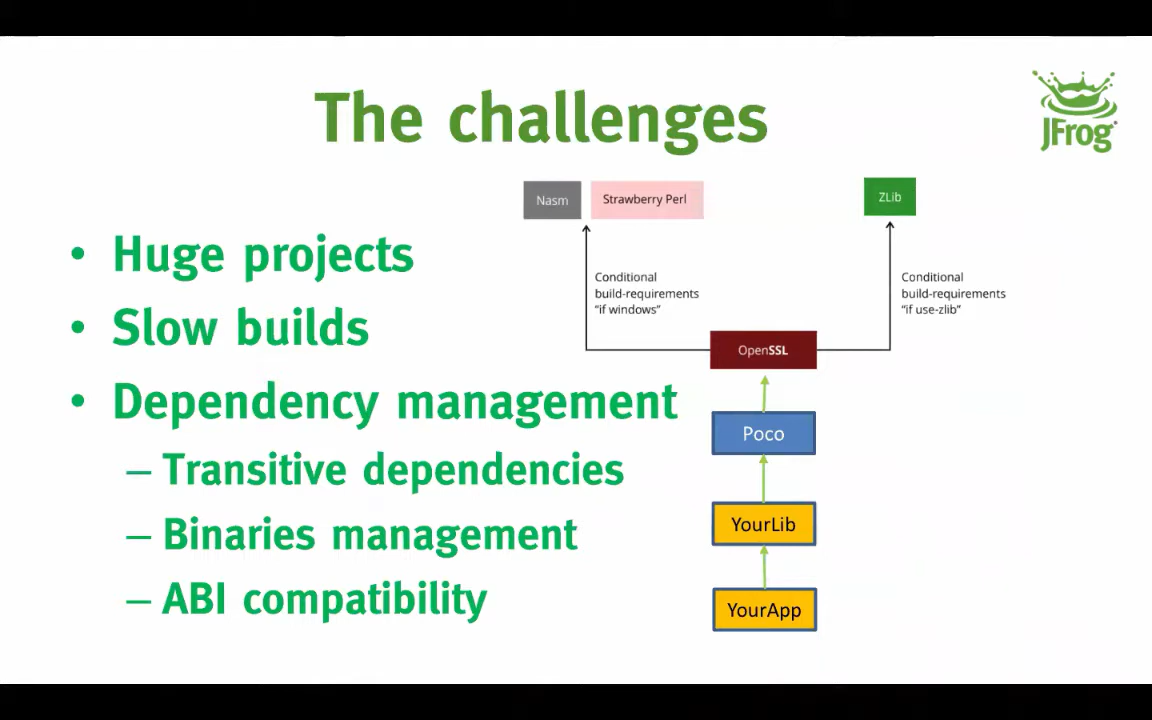 The challenges
JFrog
• Huge projects
• Slow builds
• Dependency management
– Transitive dependencies
– Binaries management
– ABI compatibility
Nasm
Strawberry Perl
ZLib
Conditional
build-requirements
“if windows”
Conditional
build-requirements
“if use-zlib”
OpenSSL
Poco
YourLib
YourApp